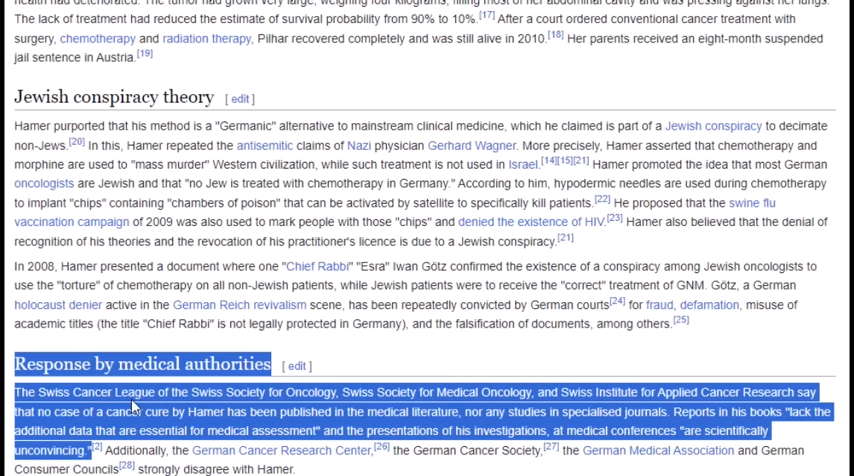 health had deteriorated. The tumor had grown very large, weighing four kilograms, filling most of her abdominal cavity and was pressing against her lungs.
The lack of treatment had reduced the estimate of survival probability from 90% to 10%.[17] After a court ordered conventional cancer treatment with
surgery, chemotherapy and radiation therapy, Pilhar recovered completely and was still alive in 2010.[18] Her parents received an eight-month suspended
jail sentence in Austria.[19]
Jewish conspiracy theory [ edit ]
Hamer purported that his method is a "Germanic" alternative to mainstream clinical medicine, which he claimed is part of a Jewish conspiracy to decimate
non-Jews.[20] In this, Hamer repeated the antisemitic claims of Nazi physician Gerhard Wagner. More precisely, Hamer asserted that chemotherapy and
morphine are used to "mass murder" Western civilization, while such treatment is not used in Israel.[14][15][21] Hamer promoted the idea that most German
oncologists are Jewish and that "no Jew is treated with chemotherapy in Germany." According to him, hypodermic needles are used during chemotherapy
to implant "chips" containing "chambers of poison" that can be activated by satellite to specifically kill patients.[22] He proposed that the swine flu
vaccination campaign of 2009 was also used to mark people with those "chips" and denied the existence of HIV.[23] Hamer also believed that the denial of
recognition of his theories and the revocation of his practitioner's licence is due to a Jewish conspiracy.[21]
In 2008, Hamer presented a document where one "Chief Rabbi" "Esra" Iwan Götz confirmed the existence of a conspiracy among Jewish oncologists to
use the "torture" of chemotherapy on all non-Jewish patients, while Jewish patients were to receive the "correct" treatment of GNM. Götz, a German
holocaust denier active in the German Reich revivalism scene, has been repeatedly convicted by German courts[24] for fraud, defamation, misuse of
academic titles (the title "Chief Rabbi" is not legally protected in Germany), and the falsification of documents, among others.[25]
Response by medical authorities [ edit ]
The Swiss Cancer League of the Swiss Society for Oncology, Swiss Society for Medical Oncology, and Swiss Institute for Applied Cancer Research say
that no case of a cancer cure by Hamer has been published in the medical literature, nor any studies in specialised journals. Reports in his books "lack the
additional data that are essential for medical assessment" and the presentations of his investigations, at medical conferences "are scientifically
unconvincing."[2] Additionally, the German Cancer Research Center,[26] the German Cancer Society,[27] the German Medical Association and German
Consumer Councils[28] strongly disagree with Hamer.